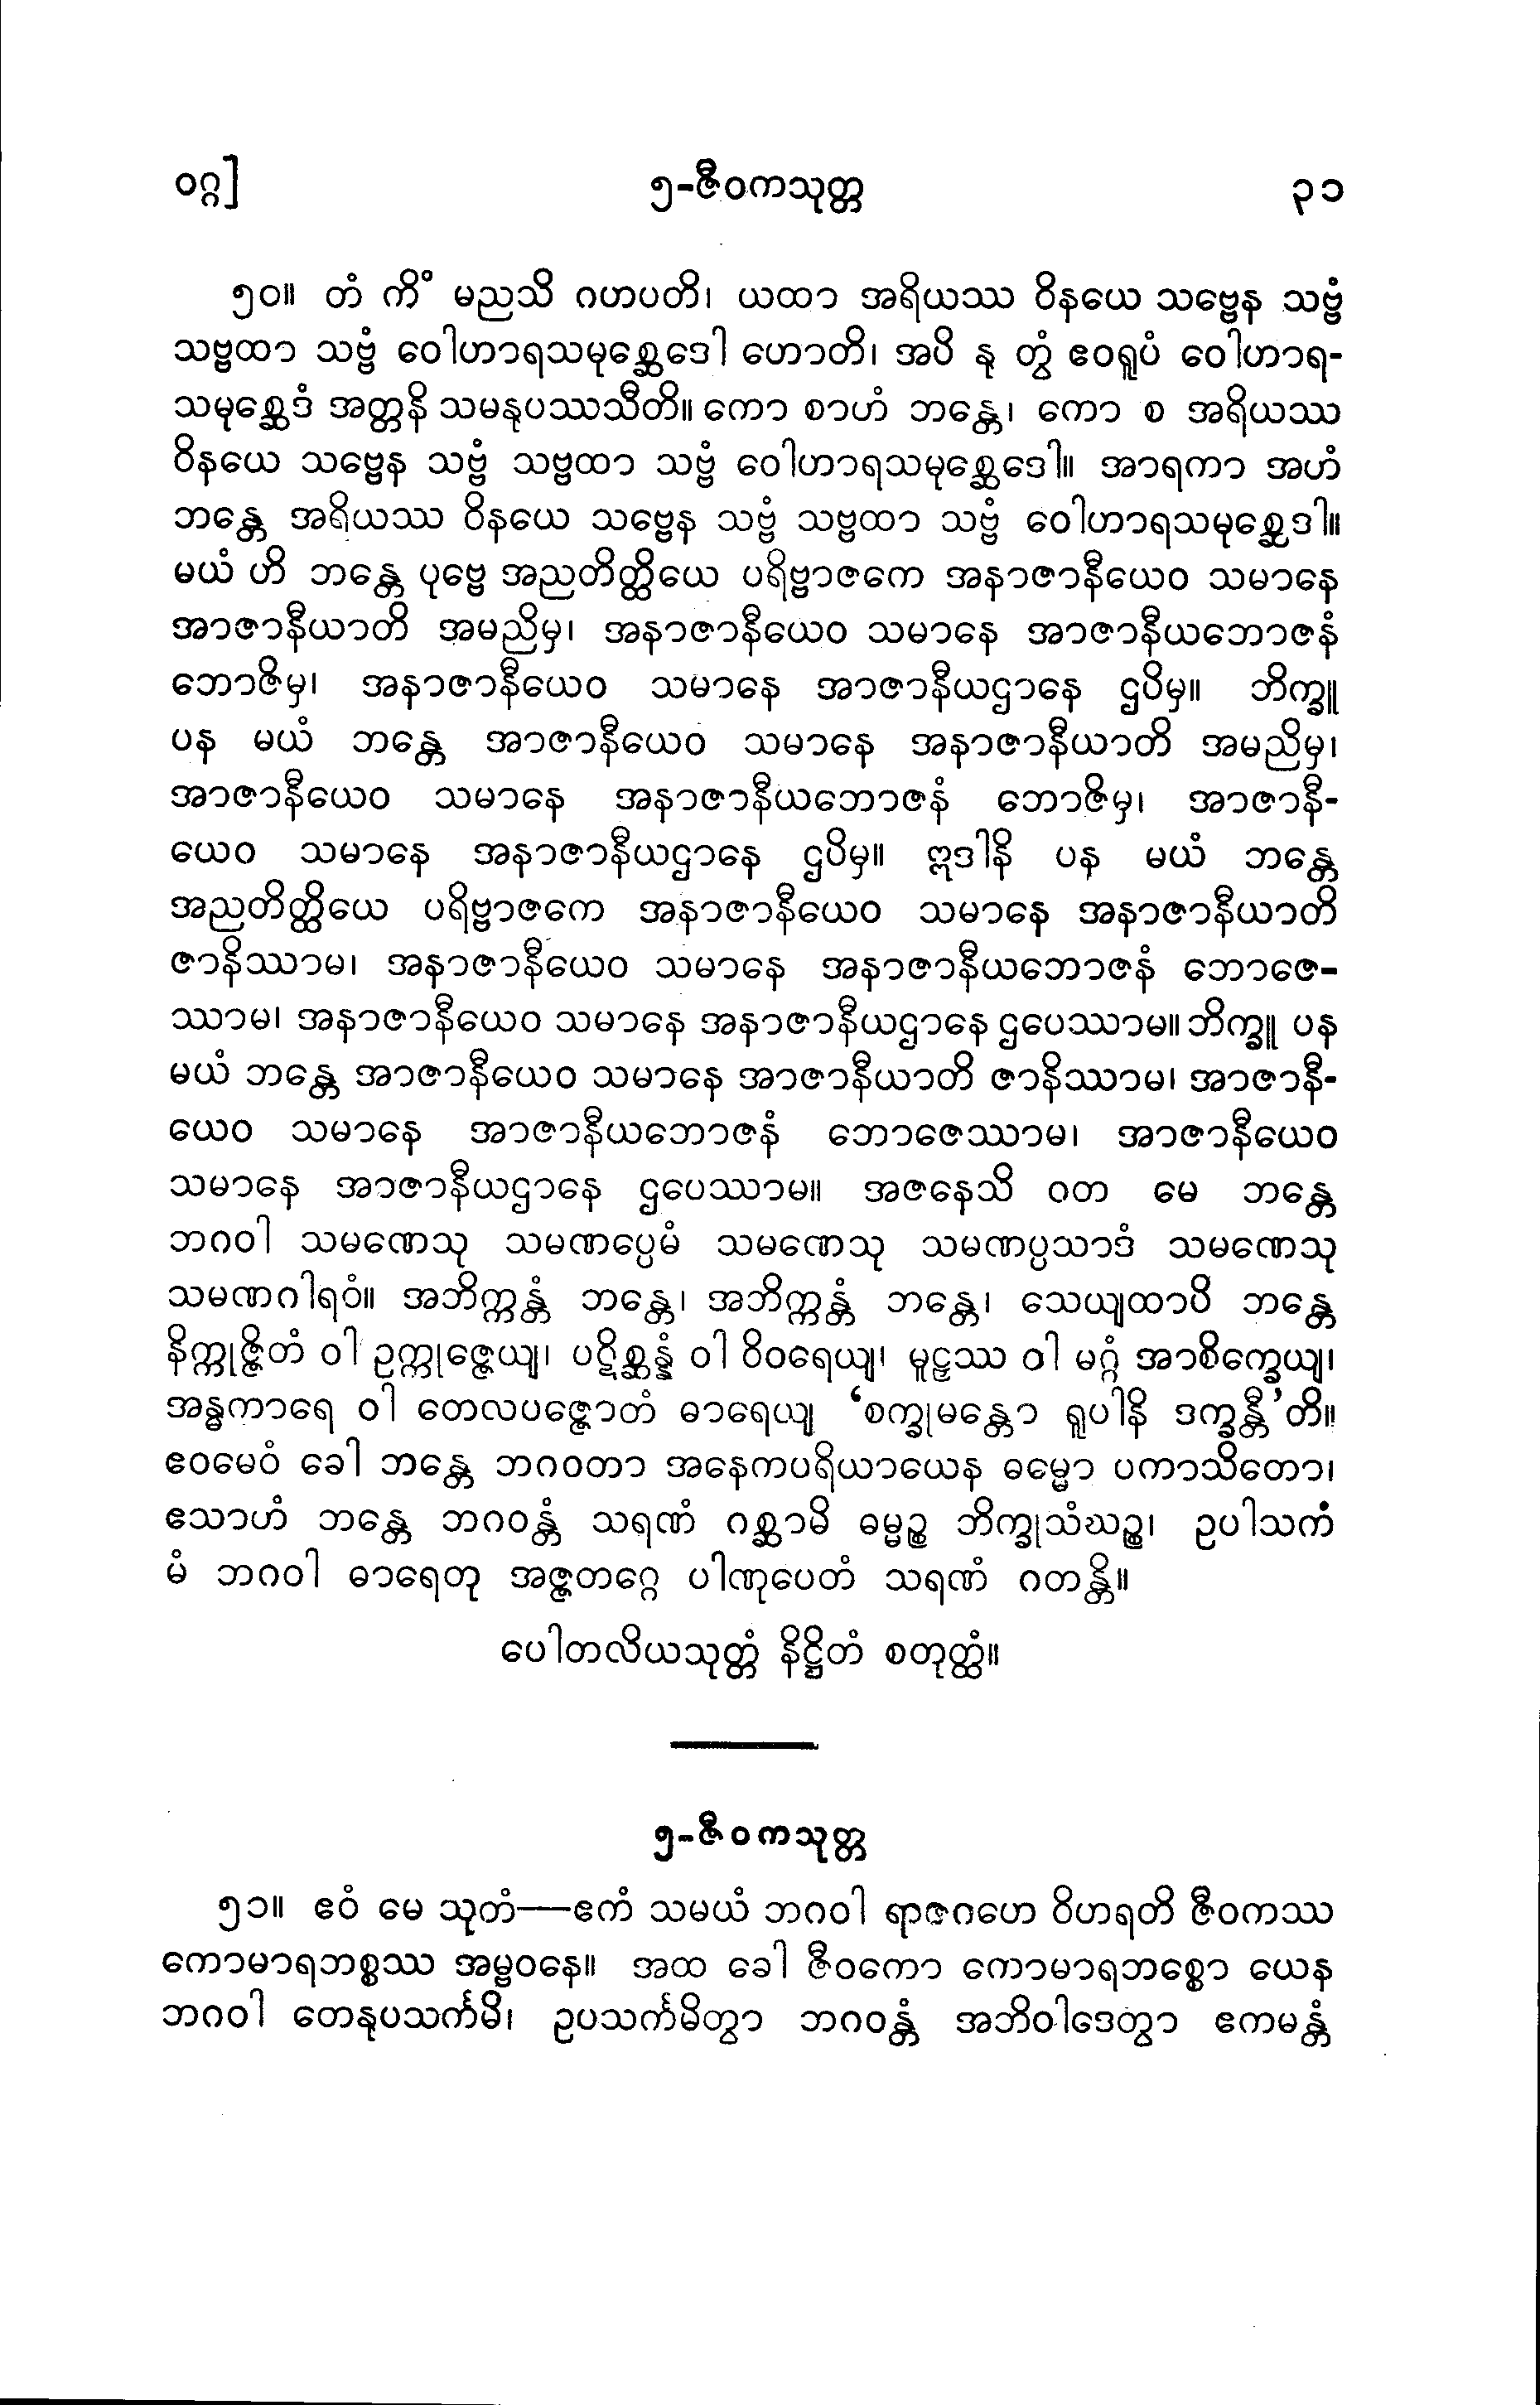 ဝဂ္ဂ]
၅-ဇီဝကသုတ္တ
၃၁
၅၀။ တံ ကိံ မညသိ ဂဟပတိ၊ ယထာ အရိယဿ ဝိနယေ သဗ္ဗေန သဗ္ဗံ
သဗ္ဗထာ သဗ္ဗံ ဝေါဟာရသမုစ္ဆေဒေါ ဟောတိ၊ အပိ နု တွံ ဧဝရူပံ ဝေါဟာရ-
သမုစ္ဆေဒံ အတ္တနိ သမနုပဿသီတိ။ ကော စာဟံ ဘန္တေ၊ ကော စ အရိယဿ
ဝိနယေ သဗ္ဗေန သဗ္ဗံ သဗ္ဗထာ သဗ္ဗံ ဝေါဟာရသမုစ္ဆေဒေါ။ အာရကာ အဟံ
ဘန္တေ အရိယဿ ဝိနယေ သဗ္ဗေန သဗ္ဗံ သဗ္ဗထာ သဗ္ဗံ ဝေါဟာရသမုစ္ဆေဒါ။
မယံ ဟိ ဘန္တေ ပုဗ္ဗေ အညတိတ္ထိယေ ပရိဗ္ဗာဇကေ အနာဇာနီယေဝ သမာနေ
အာဇာနီယာတိ အမညိမှ၊ အနာဇာနီယေဝ သမာနေ အာဇာနီယဘောဇနံ
ဘောဇိမှ၊ အနာဇာနီယေဝ သမာနေ အာဇာနီယဌာနေ ဌပိမှ။ ဘိက္ခူ
ပန မယံ ဘန္တေ အာဇာနီယေဝ သမာနေ အနာဇာနီယာတိ အမညိမှ၊
အာဇာနီယေဝ သမာနေ အနာဇာနီယဘောဇနံ ဘောဇိမှ၊ အာဇာနီ-
ယေဝ သမာနေ အနာဇာနီယဌာနေ ဌပိမှ။ ဣဒါနိ ပန မယံ ဘန္တေ
အညတိတ္ထိယေ ပရိဗ္ဗာဇကေ အနာဇာနီယေဝ သမာနေ အနာဇာနီယာတိ
ဇာနိဿာမ၊ အနာဇာနီယေဝ သမာနေ အနာဇာနီယဘောဇနံ ဘောဇေ-
ဿာမ၊ အနာဇာနီယေဝ သမာနေ အနာဇာနီယဌာနေ ဌပေဿာမ။ ဘိက္ခူ ပန
မယံ ဘန္တေ အာဇာနီယေဝ သမာနေ အာဇာနီယာတိ ဇာနိဿာမ၊ အာဇာနီ-
ယေဝ သမာနေ အာဇာနီယဘောဇနံ ဘောဇေဿာမ၊ အာဇာနီယေဝ
သမာနေ အာဇာနီယဌာနေ ဌပေဿာမ။ အဇနေသိ ဝတ မေ ဘန္တေ
ဘဂဝါ သမဏေသု သမဏပ္ပေမံ သမဏေသု သမဏပ္ပသာဒံ သမဏေသု
သမဏဂါရဝံ။ အဘိက္ကန္တံ ဘန္တေ၊ အဘိက္ကန္တံ ဘန္တေ၊ သေယျထာပိ ဘန္တေ
နိက္ကုဇ္ဇိတံ ဝါ ဥက္ကုဇ္ဇေယျ၊ ပဋိစ္ဆန္နံ ဝါ ဝိဝရေယျ၊ မူဠှဿ ဝါ မဂ္ဂံ အာစိက္ခေယျ၊
အန္ဓကာရေ ဝါ တေလပဇ္ဇောတံ ဓာရေယျ ‘စက္ခုမန္တော ရူပါနိ ဒက္ခန္တီ’တိ။
ဧဝမေဝံ ခေါ ဘန္တေ ဘဂဝတာ အနေကပရိယာယေန ဓမ္မော ပကာသိတော၊
ဧသာဟံ ဘန္တေ ဘဂဝန္တံ သရဏံ ဂစ္ဆာမိ ဓမ္မဉ္စ ဘိက္ခုသံဃဉ္စ၊ ဥပါသကံ
မံ ဘဂဝါ ဓာရေတု အဇ္ဇတဂ္ဂေ ပါဏုပေတံ သရဏံ ဂတန္တိ။
ပေါတလိယသုတ္တံ နိဋ္ဌိတံ စတုတ္ထံ။
၅-ဇီဝကသုတ္တ
၅၁။ ဧဝံ မေ သုတံ—ဧကံ သမယံ ဘဂဝါ ရာဇဂဟေ ဝိဟရတိ ဇီဝကဿ
ကောမာရဘစ္စဿ အမ္ဗဝနေ။ အထ ခေါ ဇီဝကော ကောမာရဘစ္စော ယေန
ဘဂဝါ တေနုပသင်္ကမိ၊ ဥပသင်္ကမိတွာ ဘဂဝန္တံ အဘိဝါဒေတွာ ဧကမန္တံ